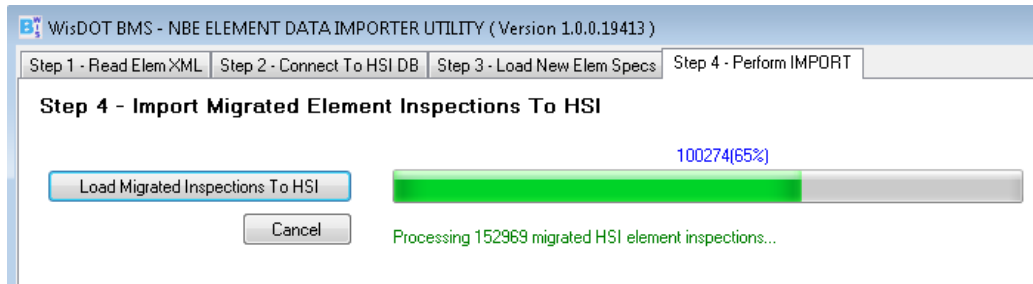 BWIS WisDOT BMS - NBE ELEMENT DATA IMPORTER UTILITY ( Version 1.0.0.19413 )
Step 1 - Read Elem XML Step 2 - Connect To HSI DB Step 3 - Load New Elem Specs Step 4 - Perform IMPORT
Step 4 - Import Migrated Element Inspections To HSI
100274(65%)
Load Migrated Inspections To HSI
Cancel
Processing 152969 migrated HSI element inspections...